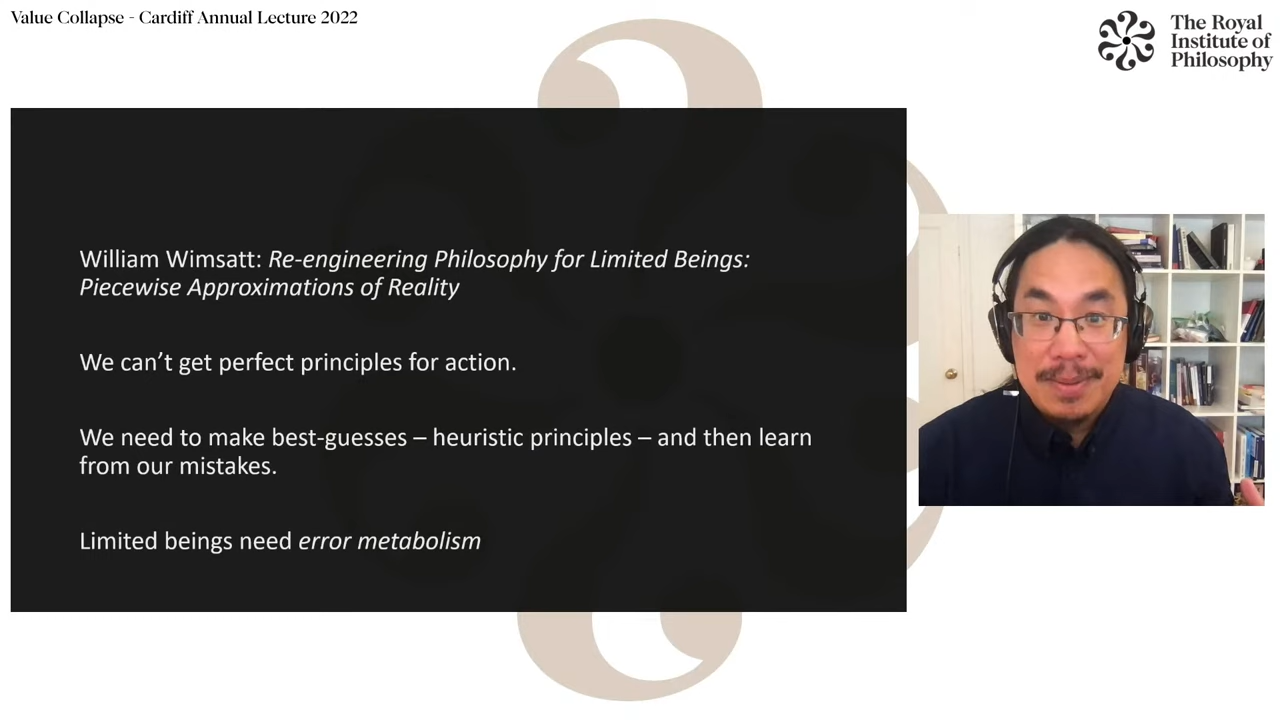 Value Collapse - Cardiff Annual Lecture 2022
The Royal
Institute of
Philosophy
William Wimsatt: Re-engineering Philosophy for Limited Beings:
Piecewise Approximations of Reality
We can’t get perfect principles for action.
We need to make best-guesses – heuristic principles – and then learn
from our mistakes.
Limited beings need error metabolism